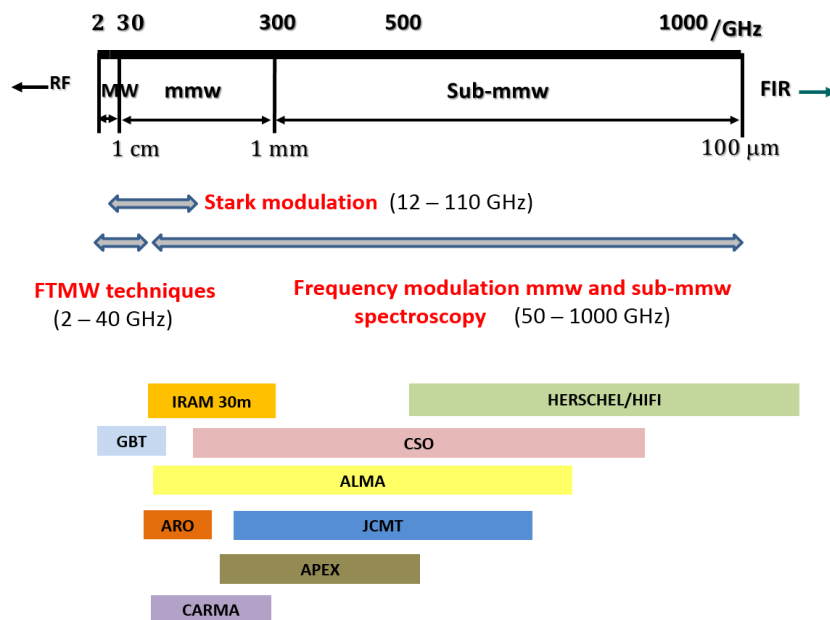 2 30 300 500 1000/GHz
RF MW mmw Sub-mmw FIR
1 cm 1 mm 100 μm
Stark modulation (12 – 110 GHz)
FTMW techniques
(2 – 40 GHz)
Frequency modulation mmw and sub-mmw
spectroscopy (50 – 1000 GHz)
IRAM 30m HERSCHEL/HIFI
GBT CSO
ALMA
ARO JCMT
APEX
CARMA